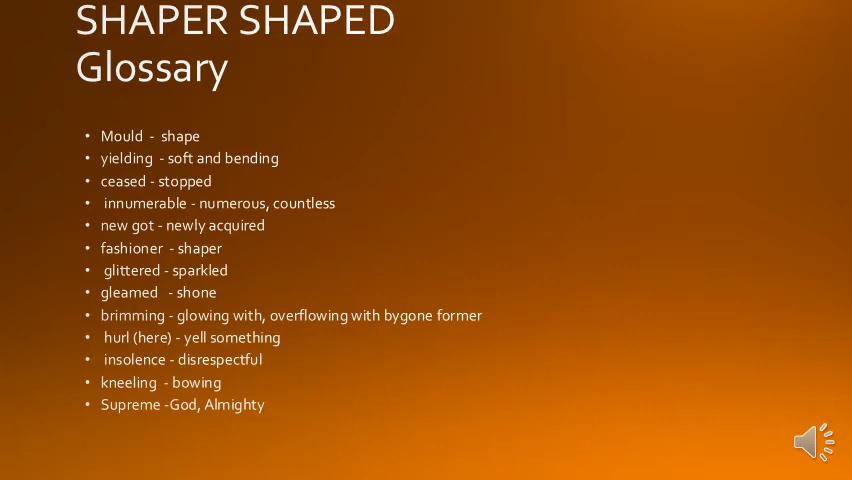 SHAPER SHAPED
Glossary
• Mould - shape
• yielding - soft and bending
• ceased - stopped
• innumerable - numerous, countless
• new got - newly acquired
• fashioner - shaper
• glittered - sparkled
• gleamed - shone
• brimming - glowing with, overflowing with bygone former
• hurl (here) - yell something
• insolence - disrespectful
• kneeling - bowing
• Supreme -God, Almighty